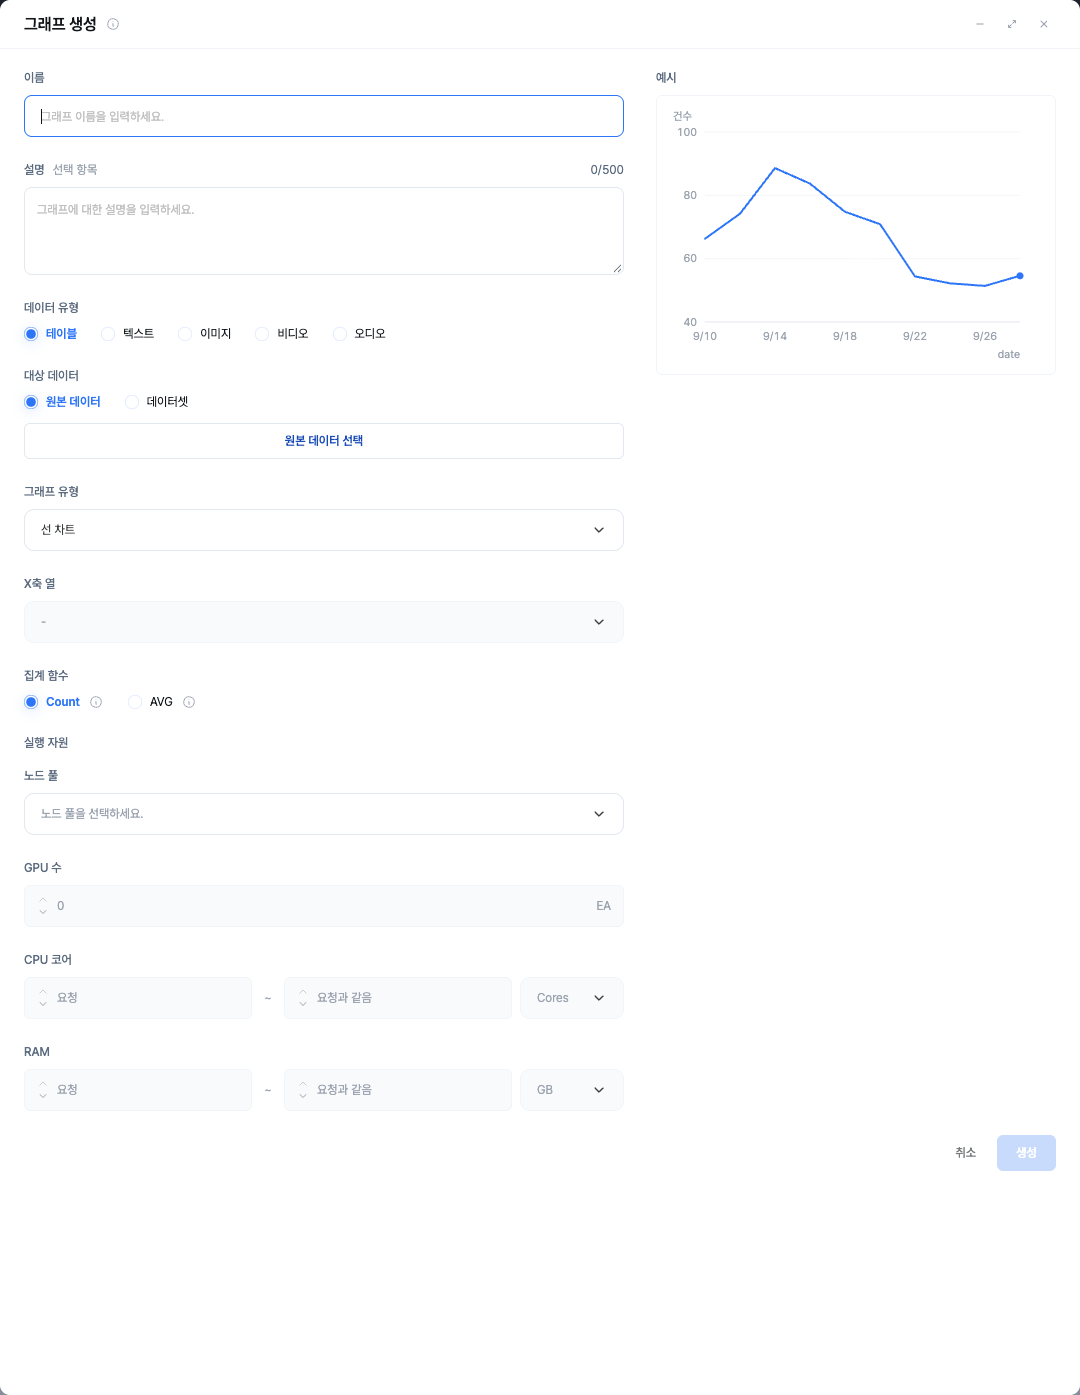 그래프 생성
이름
그래프 이름을 입력하세요.
설명 선택 항목 0/500
그래프에 대한 설명을 입력하세요.
데이터 유형
테이블 텍스트 이미지 비디오 오디오
대상 데이터
원본 데이터 데이터셋
원본 데이터 선택
그래프 유형
선 차트
X축 열
-
집계 함수
Count AVG
실행 자원
노드 풀
노드 풀을 선택하세요.
GPU 수
0 EA
CPU 코어
요청 ~ 요청과 같음 Cores
RAM
요청 ~ 요청과 같음 GB
예시
건수
100
80
60
40
9/10 9/14 9/18 9/22 9/26
date
취소 생성